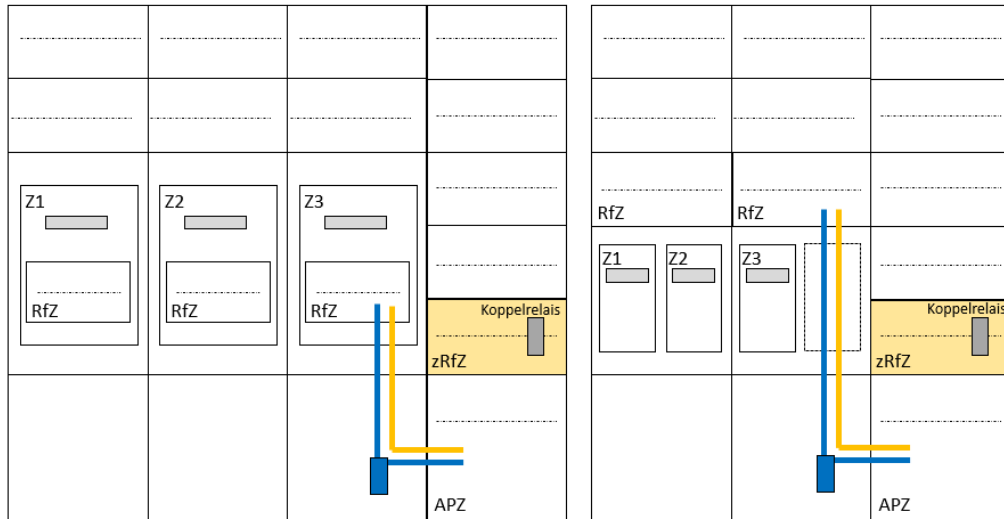 Z1
Z2
Z3
RfZ
RfZ
RfZ
Koppelrelais
zRfZ
APZ
RfZ
RfZ
Z1
Z2
Z3
Koppelrelais
zRfZ
APZ